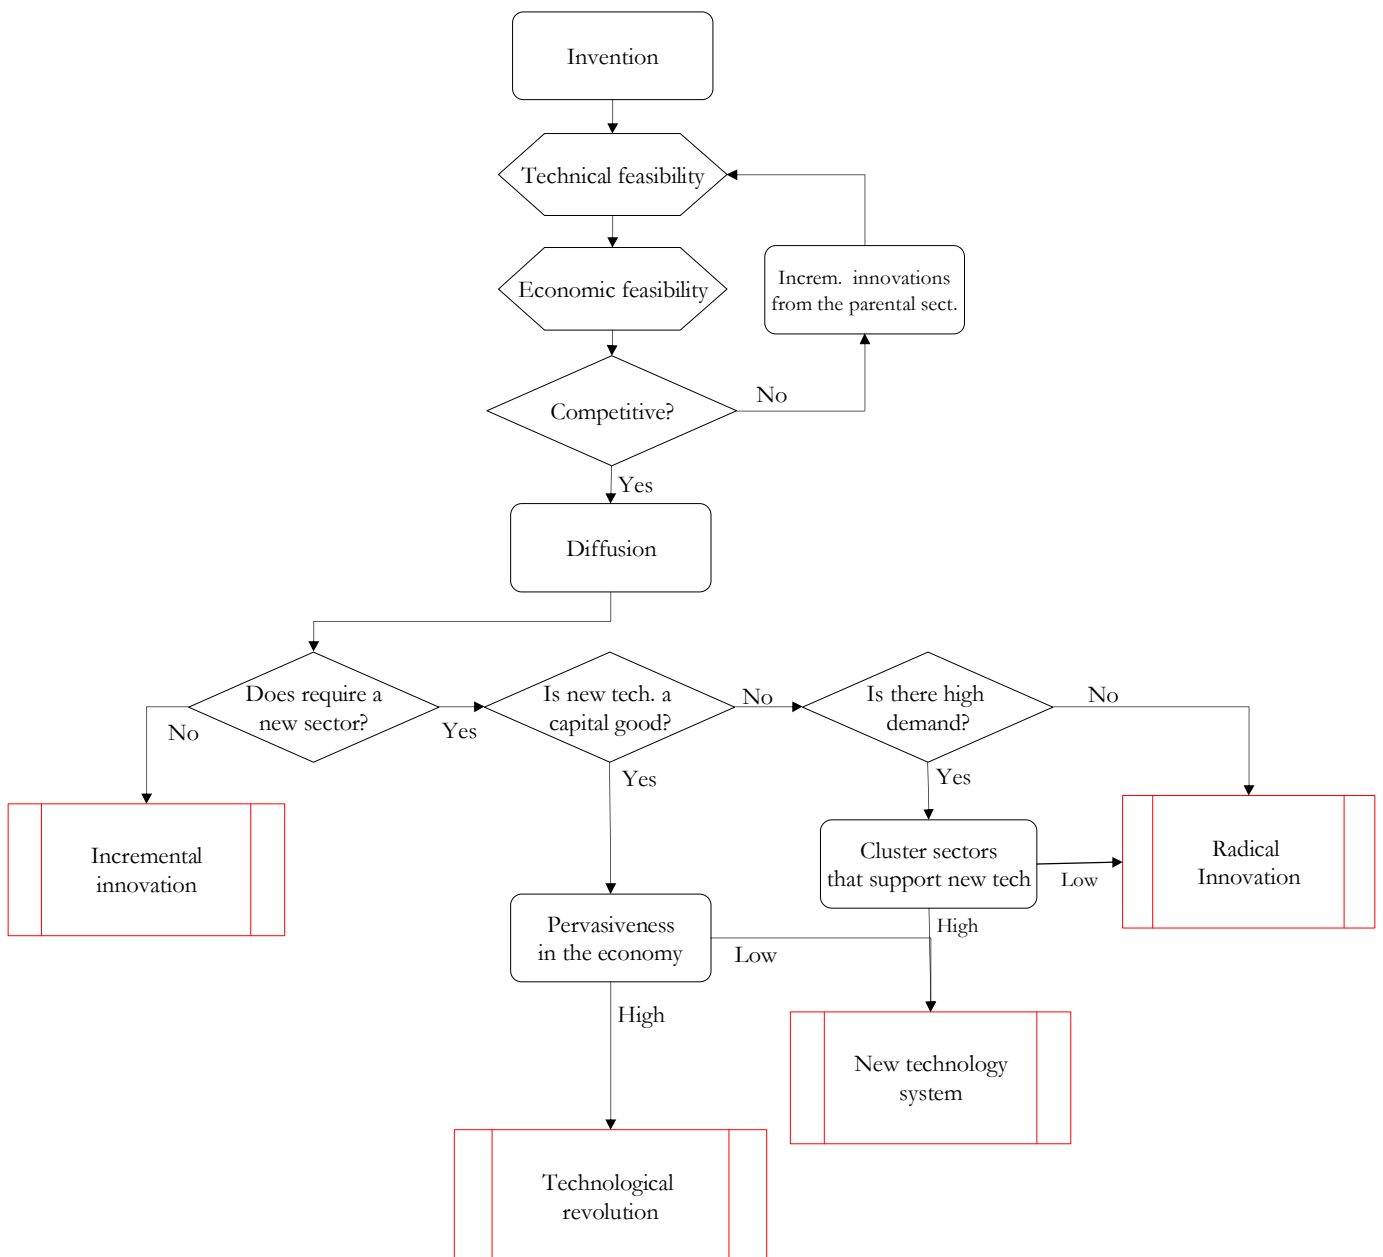 Invention
Technical feasibility
Economic feasibility
Increm.  innovations
from the parental sect.
Competitive?
No
Yes
Diffusion
Does require a
new sector?
No
Yes
Is new tech. a
capital good?
No
Yes
Is there high
demand?
No
Yes
Incremental
innovation
Cluster sectors
that support new tech
Low
High
Radical
Innovation
Pervasiveness
in the economy
Low
High
New technology
system
Technological
revolution